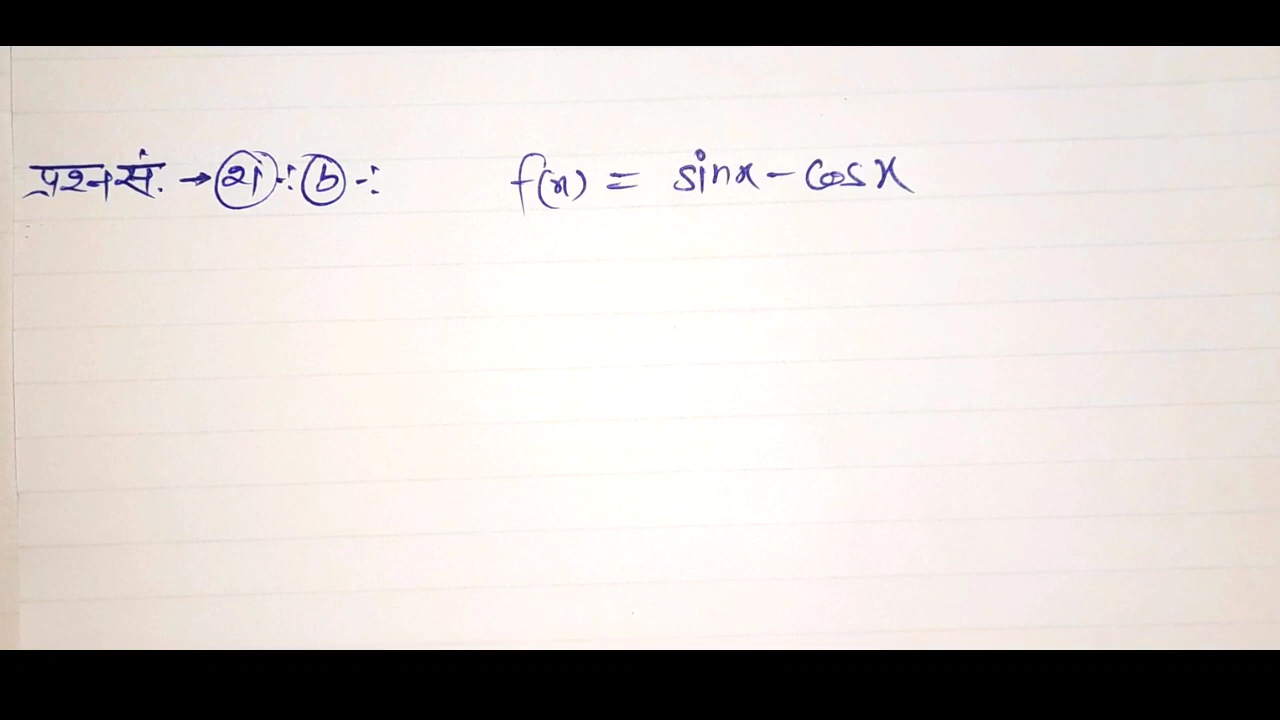 प्रश्न सं. → 21 ÷ b ÷ f(x) = sinx - cosx